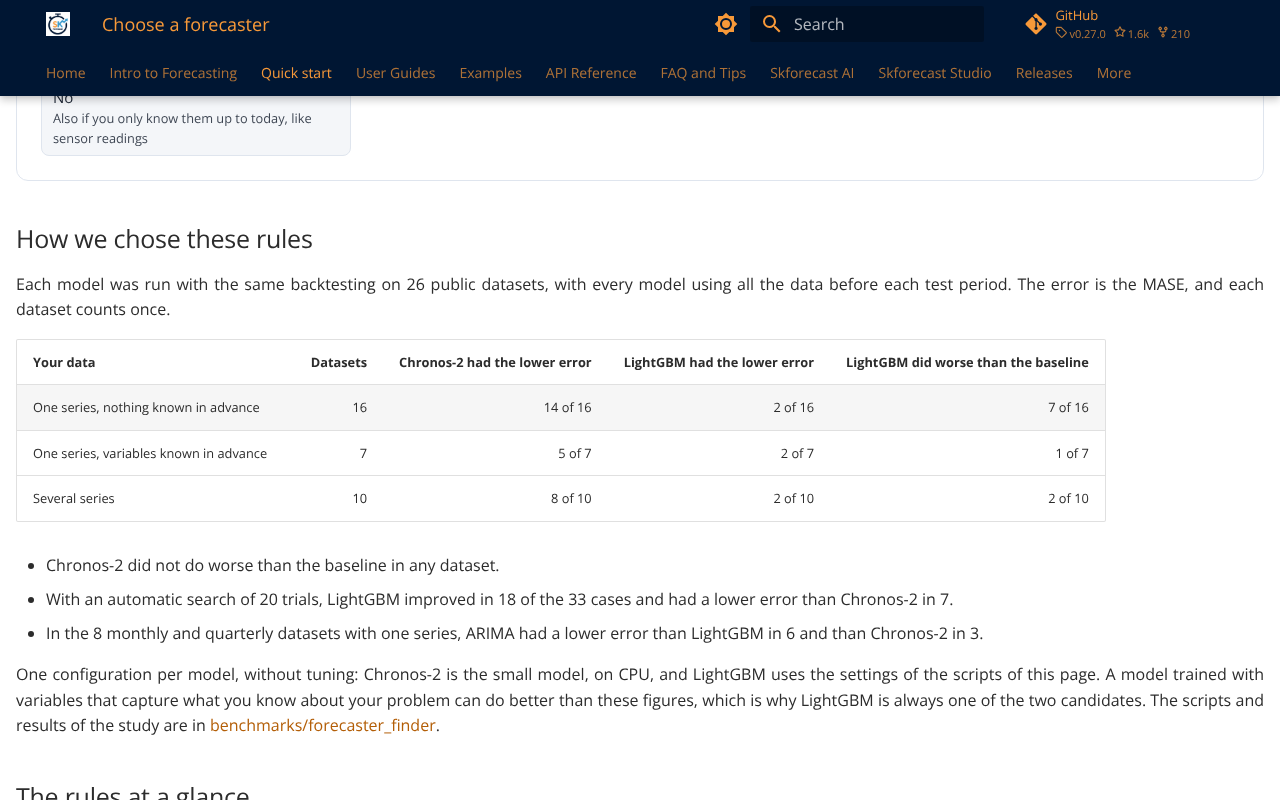 Choose a forecaster
Search
GitHub
v0.27.0 1.6k 210
Home Intro to Forecasting Quick start User Guides Examples API Reference FAQ and Tips Skforecast AI Skforecast Studio Releases More
No
Also if you only know them up to today, like
sensor readings
How we chose these rules
Each model was run with the same backtesting on 26 public datasets, with every model using all the data before each test period. The error is the MASE, and each
dataset counts once.
Your data Datasets Chronos-2 had the lower error LightGBM had the lower error LightGBM did worse than the baseline
One series, nothing known in advance 16 14 of 16 2 of 16 7 of 16
One series, variables known in advance 7 5 of 7 2 of 7 1 of 7
Several series 10 8 of 10 2 of 10 2 of 10
Chronos-2 did not do worse than the baseline in any dataset.
With an automatic search of 20 trials, LightGBM improved in 18 of the 33 cases and had a lower error than Chronos-2 in 7.
In the 8 monthly and quarterly datasets with one series, ARIMA had a lower error than LightGBM in 6 and than Chronos-2 in 3.
One configuration per model, without tuning: Chronos-2 is the small model, on CPU, and LightGBM uses the settings of the scripts of this page. A model trained with
variables that capture what you know about your problem can do better than these figures, which is why LightGBM is always one of the two candidates. The scripts and
results of the study are in benchmarks/forecaster_finder.
The rules at a glance